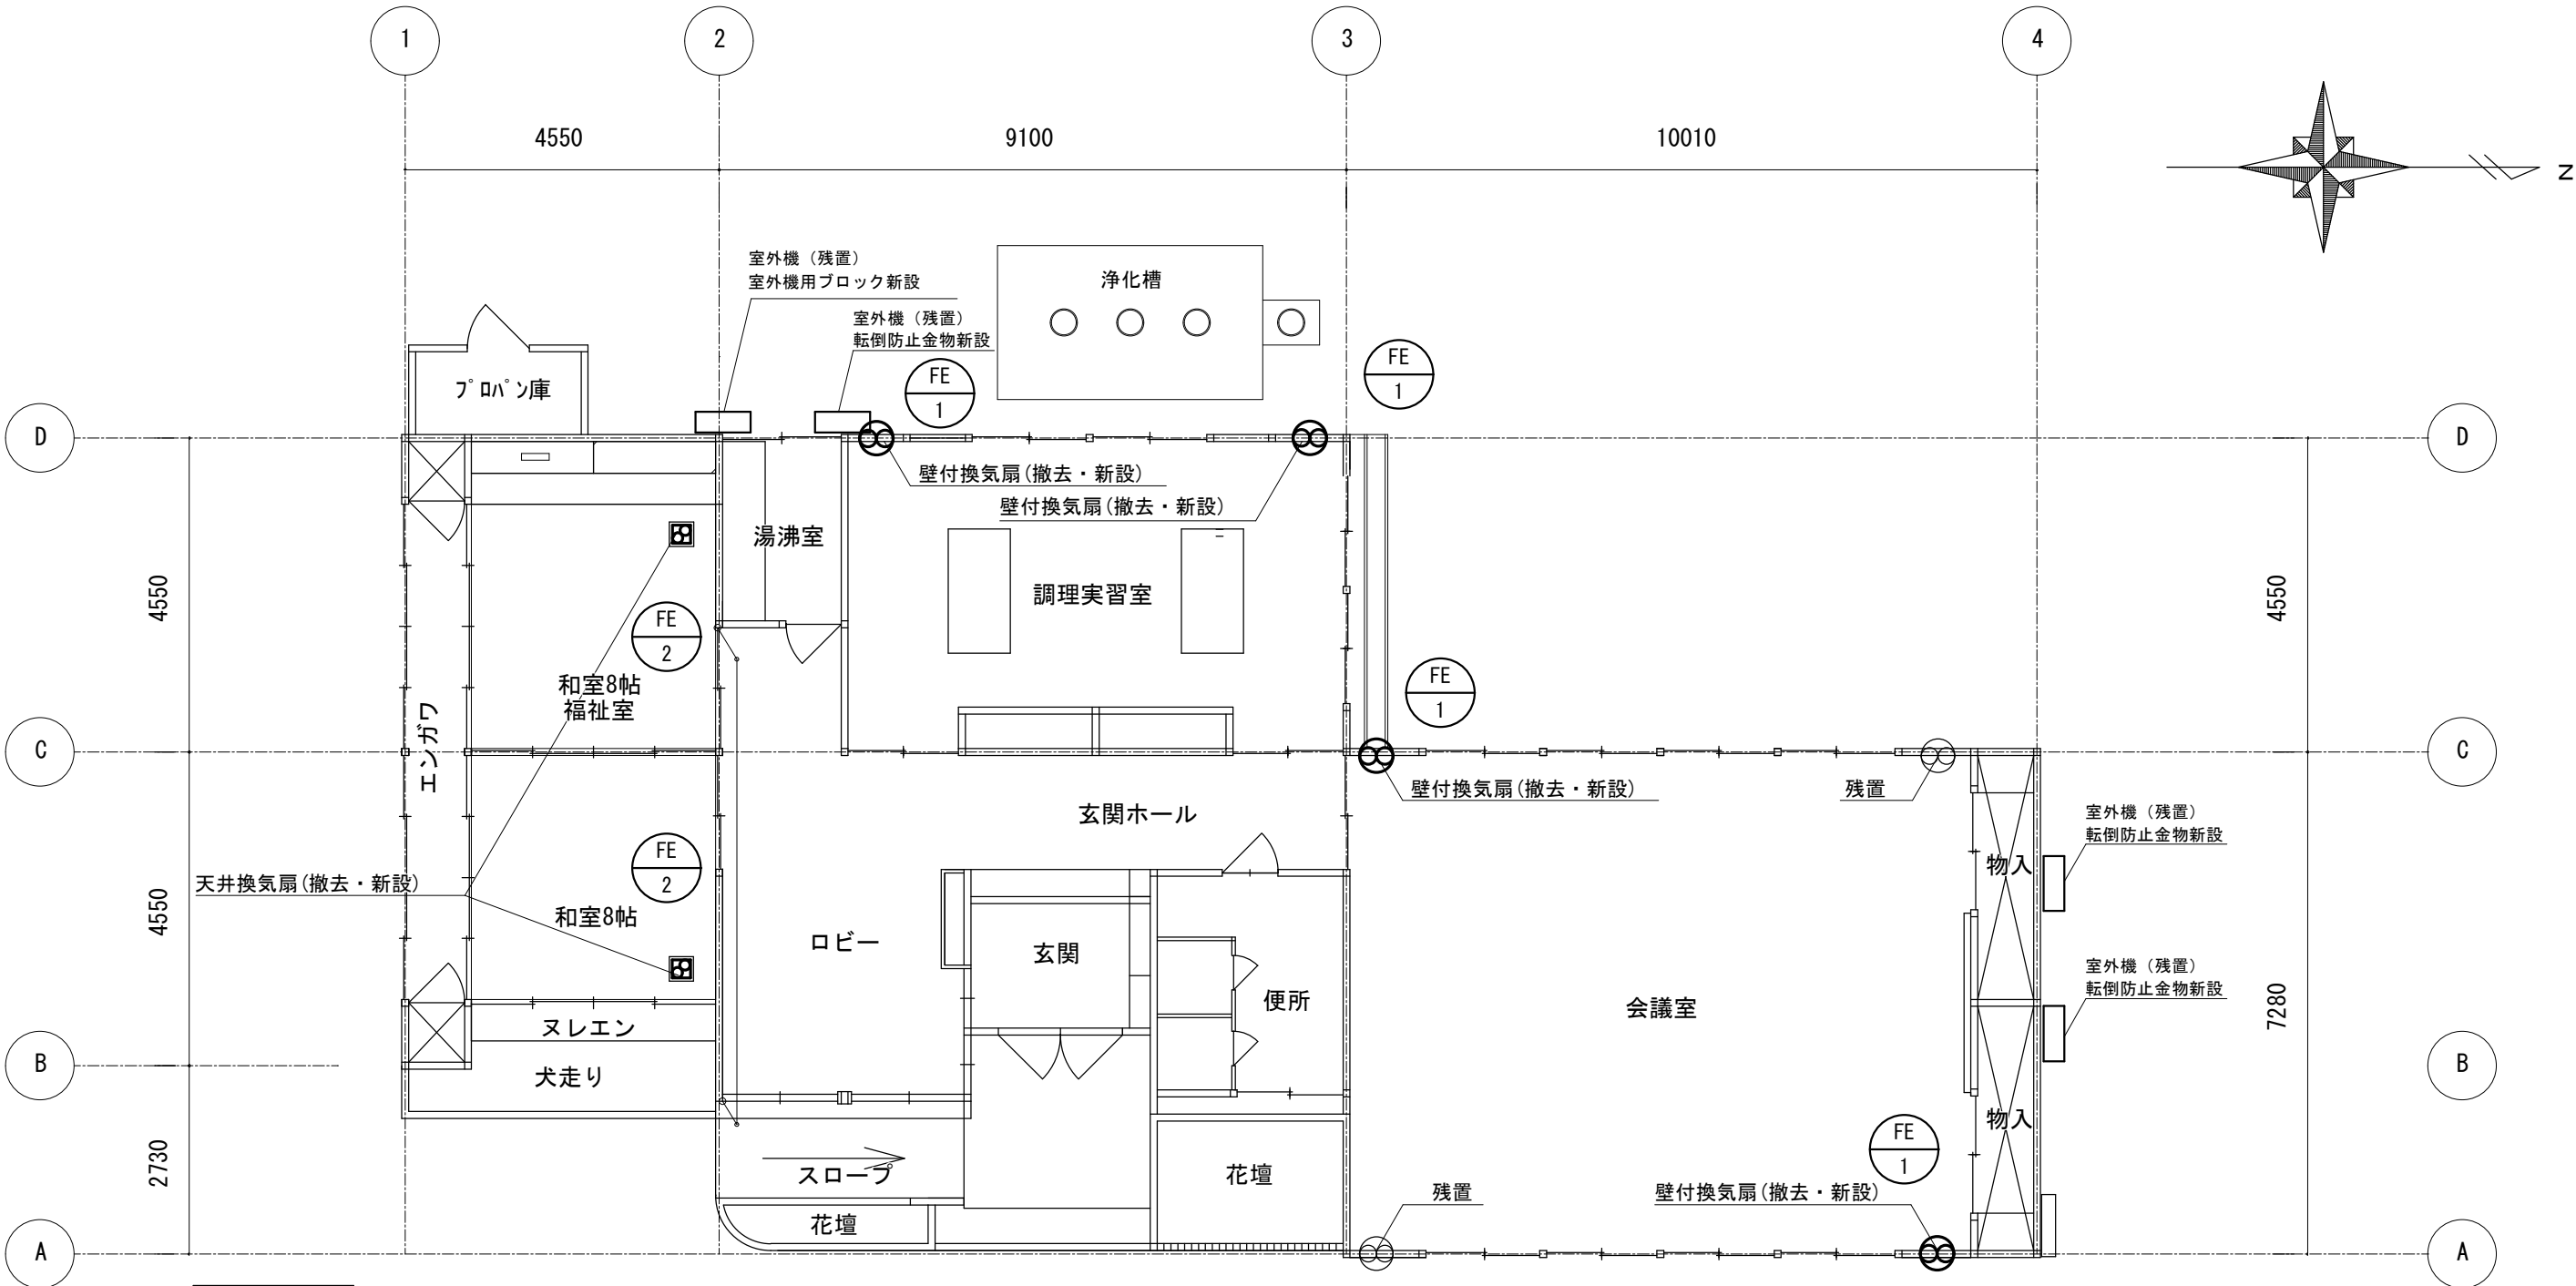 1
2
3
4
4550
9100
10010
N
室外機（残置）
室外機用ブロック新設
室外機（残置）
転倒防止金物新設
浄化槽
FE
1
FE
1
プロパン庫
D
D
壁付換気扇(撤去・新設)
壁付換気扇(撤去・新設)
湯沸室
調理実習室
4550
4550
FE
2
和室8帖
福祉室
FE
1
エンガワ
C
C
壁付換気扇(撤去・新設)
残置
玄関ホール
室外機（残置）
転倒防止金物新設
物入
FE
2
天井換気扇(撤去・新設)
4550
和室8帖
ロビー
玄関
便所
会議室
室外機（残置）
転倒防止金物新設
7280
ヌレエン
B
B
犬走り
物入
FE
1
2730
スロープ
花壇
残置
壁付換気扇(撤去・新設)
花壇
A
A